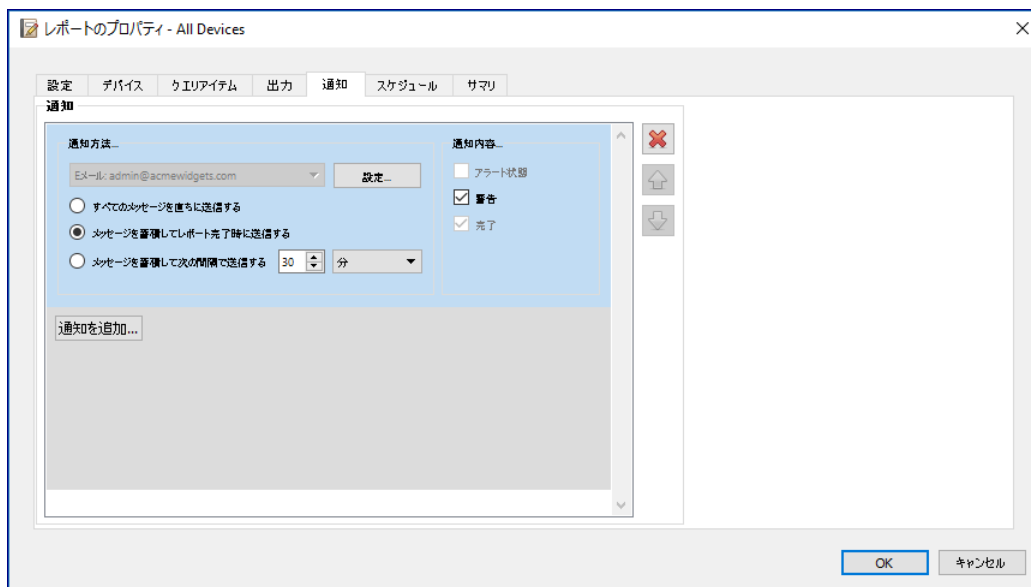 レポートのプロパティ - All Devices
設定 デバイス クエリアイテム 出力 通知 スケジュール サマリ
通知
通知方法...
Eメール: admin@acmewidgets.com
設定...
すべてのメッセージを直ちに送信する
メッセージを蓄積してレポート完了時に送信する
メッセージを蓄積して次の間隔で送信する 30 分
通知内容...
アラート状態
警告
完了
通知を追加...
OK キャンセル